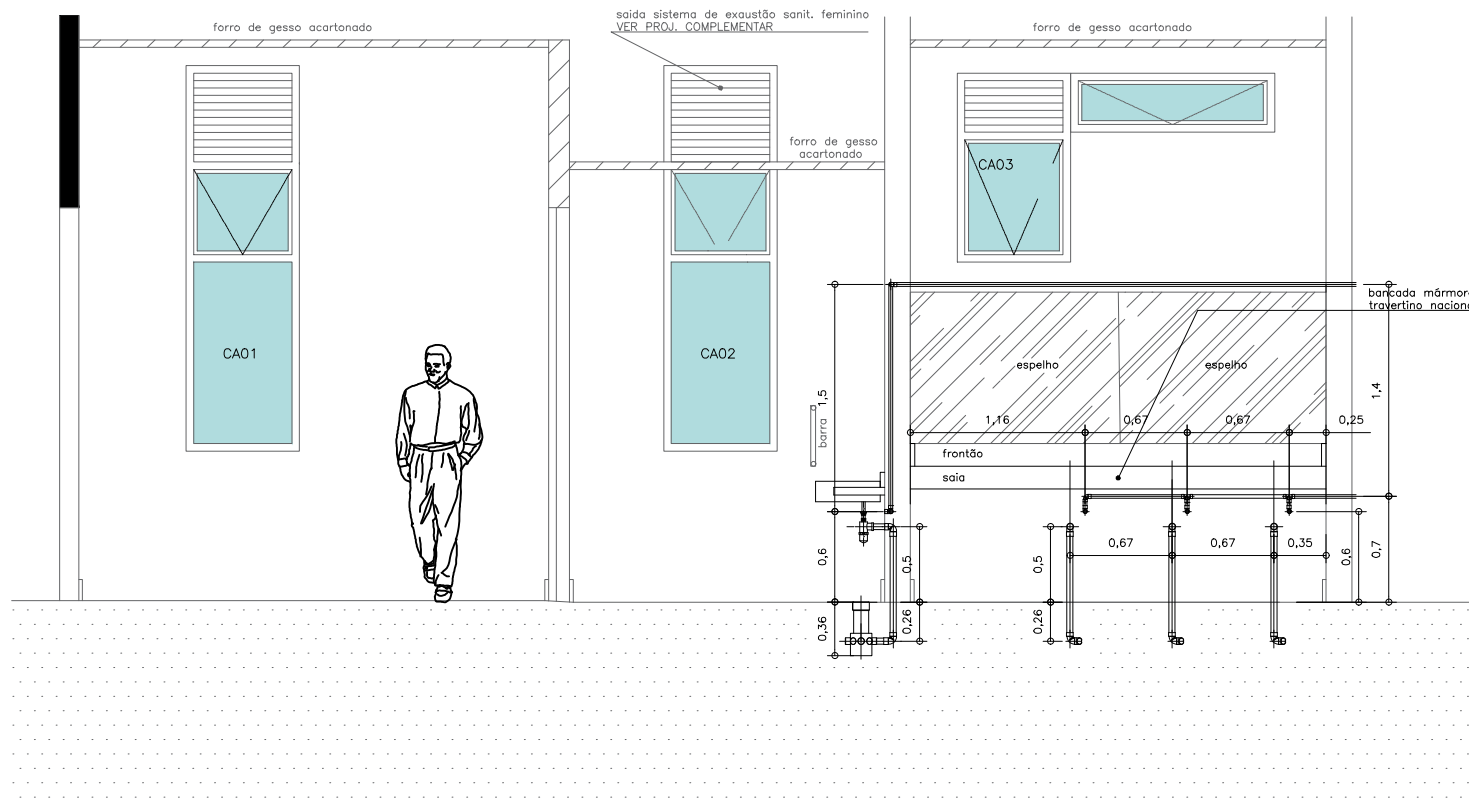 saida sistema de exaustão sanit. feminino
VER PROJ. COMPLEMENTAR
forro de gesso acartonado
forro de gesso acartonado
forro de gesso
acartonado
CA03
bancada mármor
travertino naciona
CA01
CA02
espelho
espelho
1,5
barra
1,4
1,16
0,67
0,67
0,25
frontão
saia
0,6
0,5
0,5
0,67
0,67
0,35
0,6
0,7
0,36
0,26
0,26